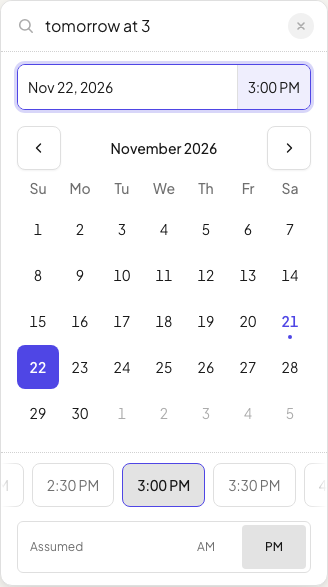 tomorrow at 3
Nov 22, 2026 3:00 PM
November 2026
Su Mo Tu We Th Fr Sa
1 2 3 4 5 6 7
8 9 10 11 12 13 14
15 16 17 18 19 20 21
22 23 24 25 26 27 28
29 30 1 2 3 4 5
2:30 PM 3:00 PM 3:30 PM
Assumed AM PM